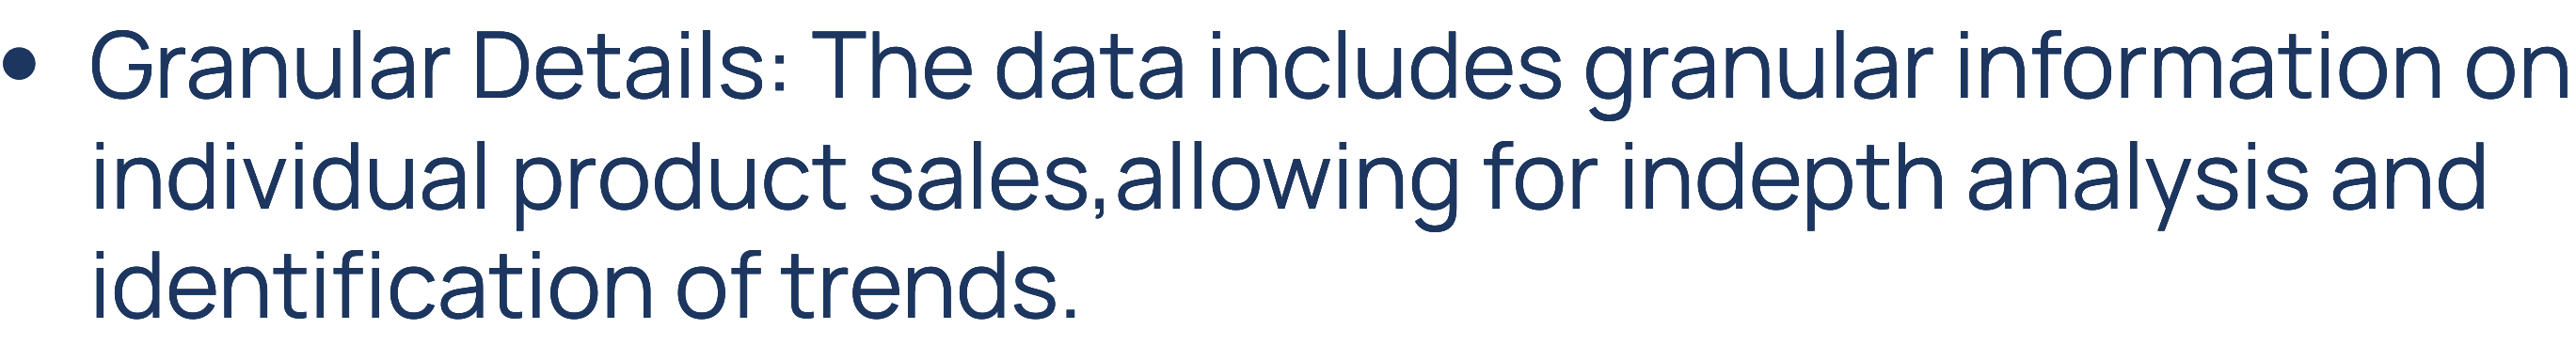 • Granular Details: The data includes granular information on
individual product sales,allowing for indepth analysis and
identification of trends.